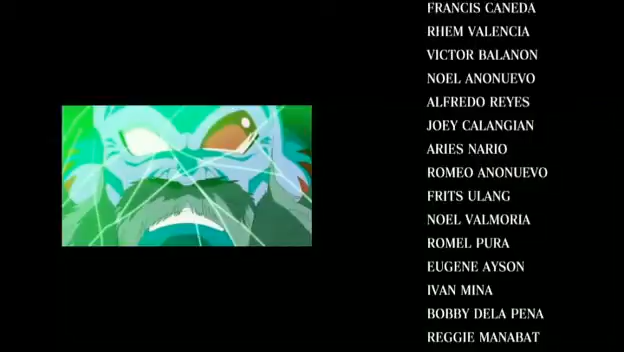 FRANCIS CANEDA
RHEM VALENCIA
VICTOR BALANON
NOEL ANONUEVO
ALFREDO REYES
JOEY CALANGIAN
ARIES NARIO
ROMEO ANONUEVO
FRITS ULANG
NOEL VALMORIA
ROMEL PURA
EUGENE AYSON
IVAN MINA
BOBBY DELA PENA
REGGIE MANABAT